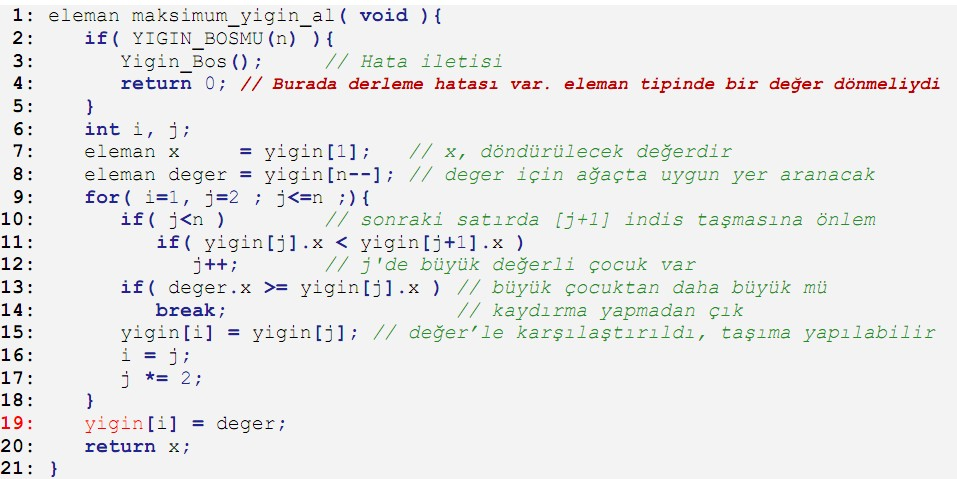 1: eleman maksimum_yigin_al( void ){
2: if( YIGIN_BOSMU(n) ){
3: Yigin_Bos(); // Hata iletisi
4: return 0; // Burada derleme hatası var. eleman tipinde bir değer dönmeliydi
5: }
6: int i, j;
7: eleman x = yigin[1]; // x, döndürülecek değerdir
8: eleman deger = yigin[n--]; // deger için ağaçta uygun yer aranacak
9: for( i=1, j=2 ; j<=n ;){
10: if( j<n ) // sonraki satırda [j+1] indis taşmasına önlem
11: if( yigin[j].x < yigin[j+1].x )
12: j++; // j'de büyük değerli çocuk var
13: if( deger.x >= yigin[j].x ) // büyük çocuktan daha büyük mü
14: break; // kaydırma yapmadan çık
15: yigin[i] = yigin[j]; // değer’le karşılaştırıldı, taşıma yapılabilir
16: i = j;
17: j *= 2;
18: }
19: yigin[i] = deger;
20: return x;
21: }